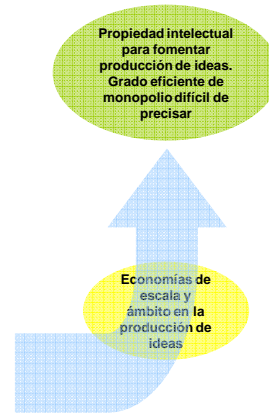 Propiedad intelectual
para fomentar
producción de ideas.
Grado eficiente de
monopolio difícil de
precisar
Economías de
escala y
ámbito en la
producción de
ideas